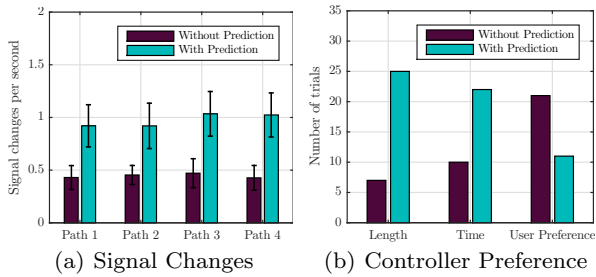 Signal changes per second
2
1.5
1
0.5
0
Without Prediction
With Prediction
Path 1 Path 2 Path 3 Path 4
(a) Signal Changes
Number of trials
35
30
25
20
15
10
5
0
Without Prediction
With Prediction
Length Time User Preference
(b) Controller Preference